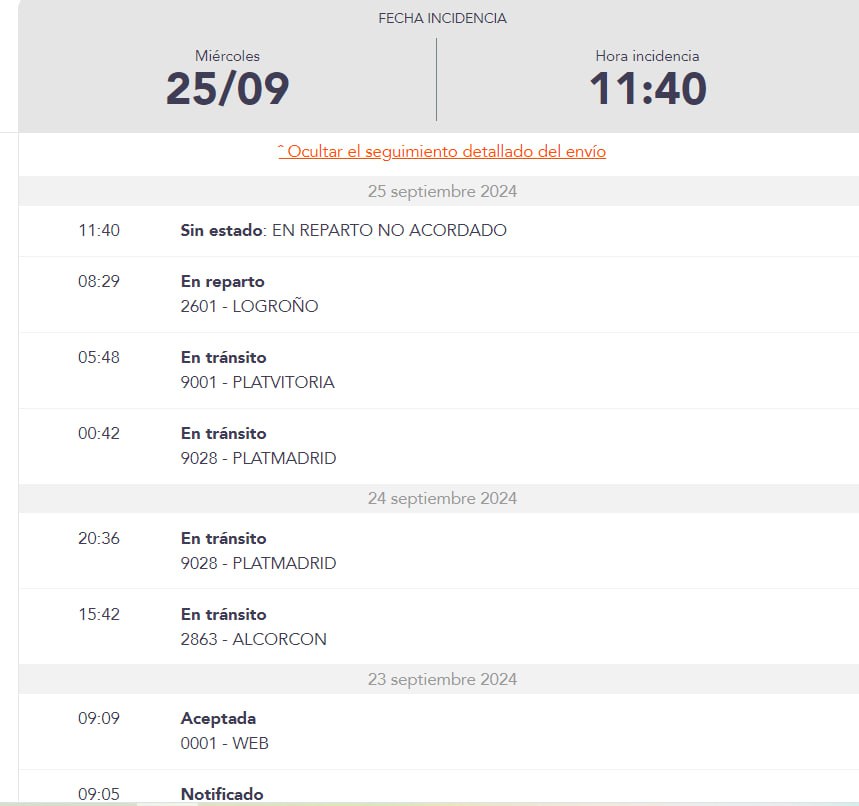 FECHA INCIDENCIA
Miércoles
25/09
Hora incidencia
11:40
ˆ Ocultar el seguimiento detallado del envío
25 septiembre 2024
11:40 Sin estado: EN REPARTO NO ACORDADO
08:29 En reparto
2601 - LOGROÑO
05:48 En tránsito
9001 - PLATVITORIA
00:42 En tránsito
9028 - PLATMADRID
24 septiembre 2024
20:36 En tránsito
9028 - PLATMADRID
15:42 En tránsito
2863 - ALCORCON
23 septiembre 2024
09:09 Aceptada
0001 - WEB
09:05 Notificado